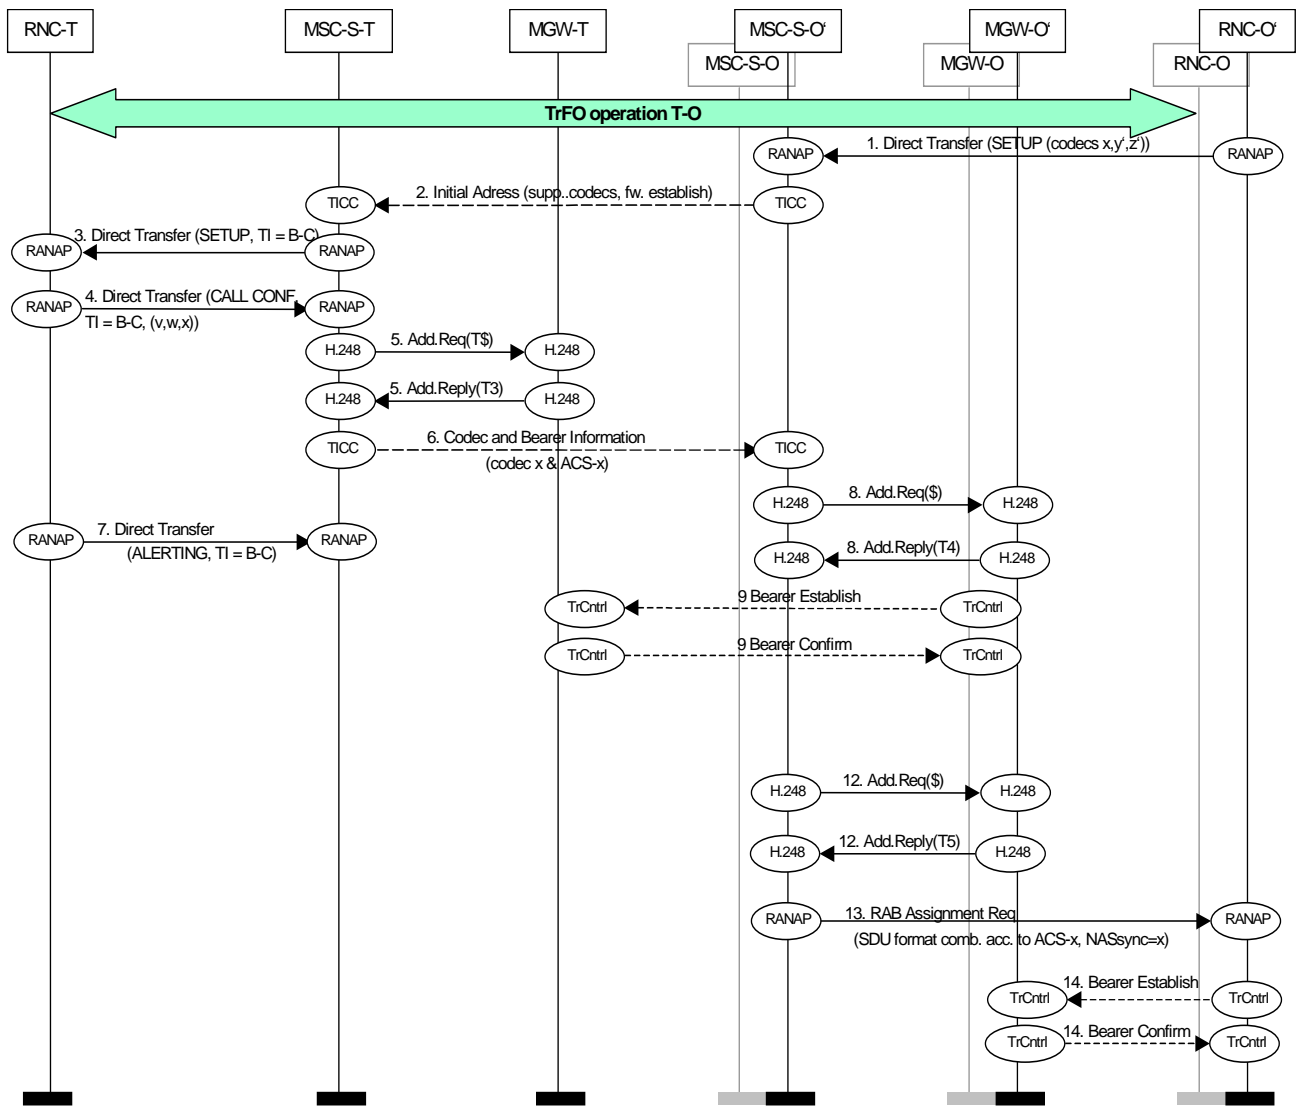 RNC-T
MSC-S-T
MGW-T
MSC-S-O‘
MGW-O‘
RNC-O‘
MSC-S-O
MGW-O
RNC-O
TrFO operation T-O
RANAP
1. Direct Transfer (SETUP (codecs x,y‘,z‘))
RANAP
TICC
2. Initial Adress (supp..codecs, fw. establish)
TICC
RANAP
3. Direct Transfer (SETUP, TI = B-C)
RANAP
RANAP
4. Direct Transfer (CALL CONF,
TI = B-C, (v,w,x))
RANAP
H.248
5. Add.Req(T$)
H.248
H.248
5. Add.Reply(T3)
H.248
TICC
6. Codec and Bearer Information
(codec x & ACS-x)
TICC
H.248
8. Add.Req($)
H.248
RANAP
7. Direct Transfer
(ALERTING, TI = B-C)
RANAP
H.248
8. Add.Reply(T4)
H.248
TrCntrl
9 Bearer Establish
TrCntrl
TrCntrl
9 Bearer Confirm
TrCntrl
H.248
12. Add.Req($)
H.248
H.248
12. Add.Reply(T5)
H.248
RANAP
13. RAB Assignment Req
(SDU format comb. acc. to ACS-x, NASsync=x)
RANAP
TrCntrl
14. Bearer Establish
TrCntrl
TrCntrl
14. Bearer Confirm
TrCntrl